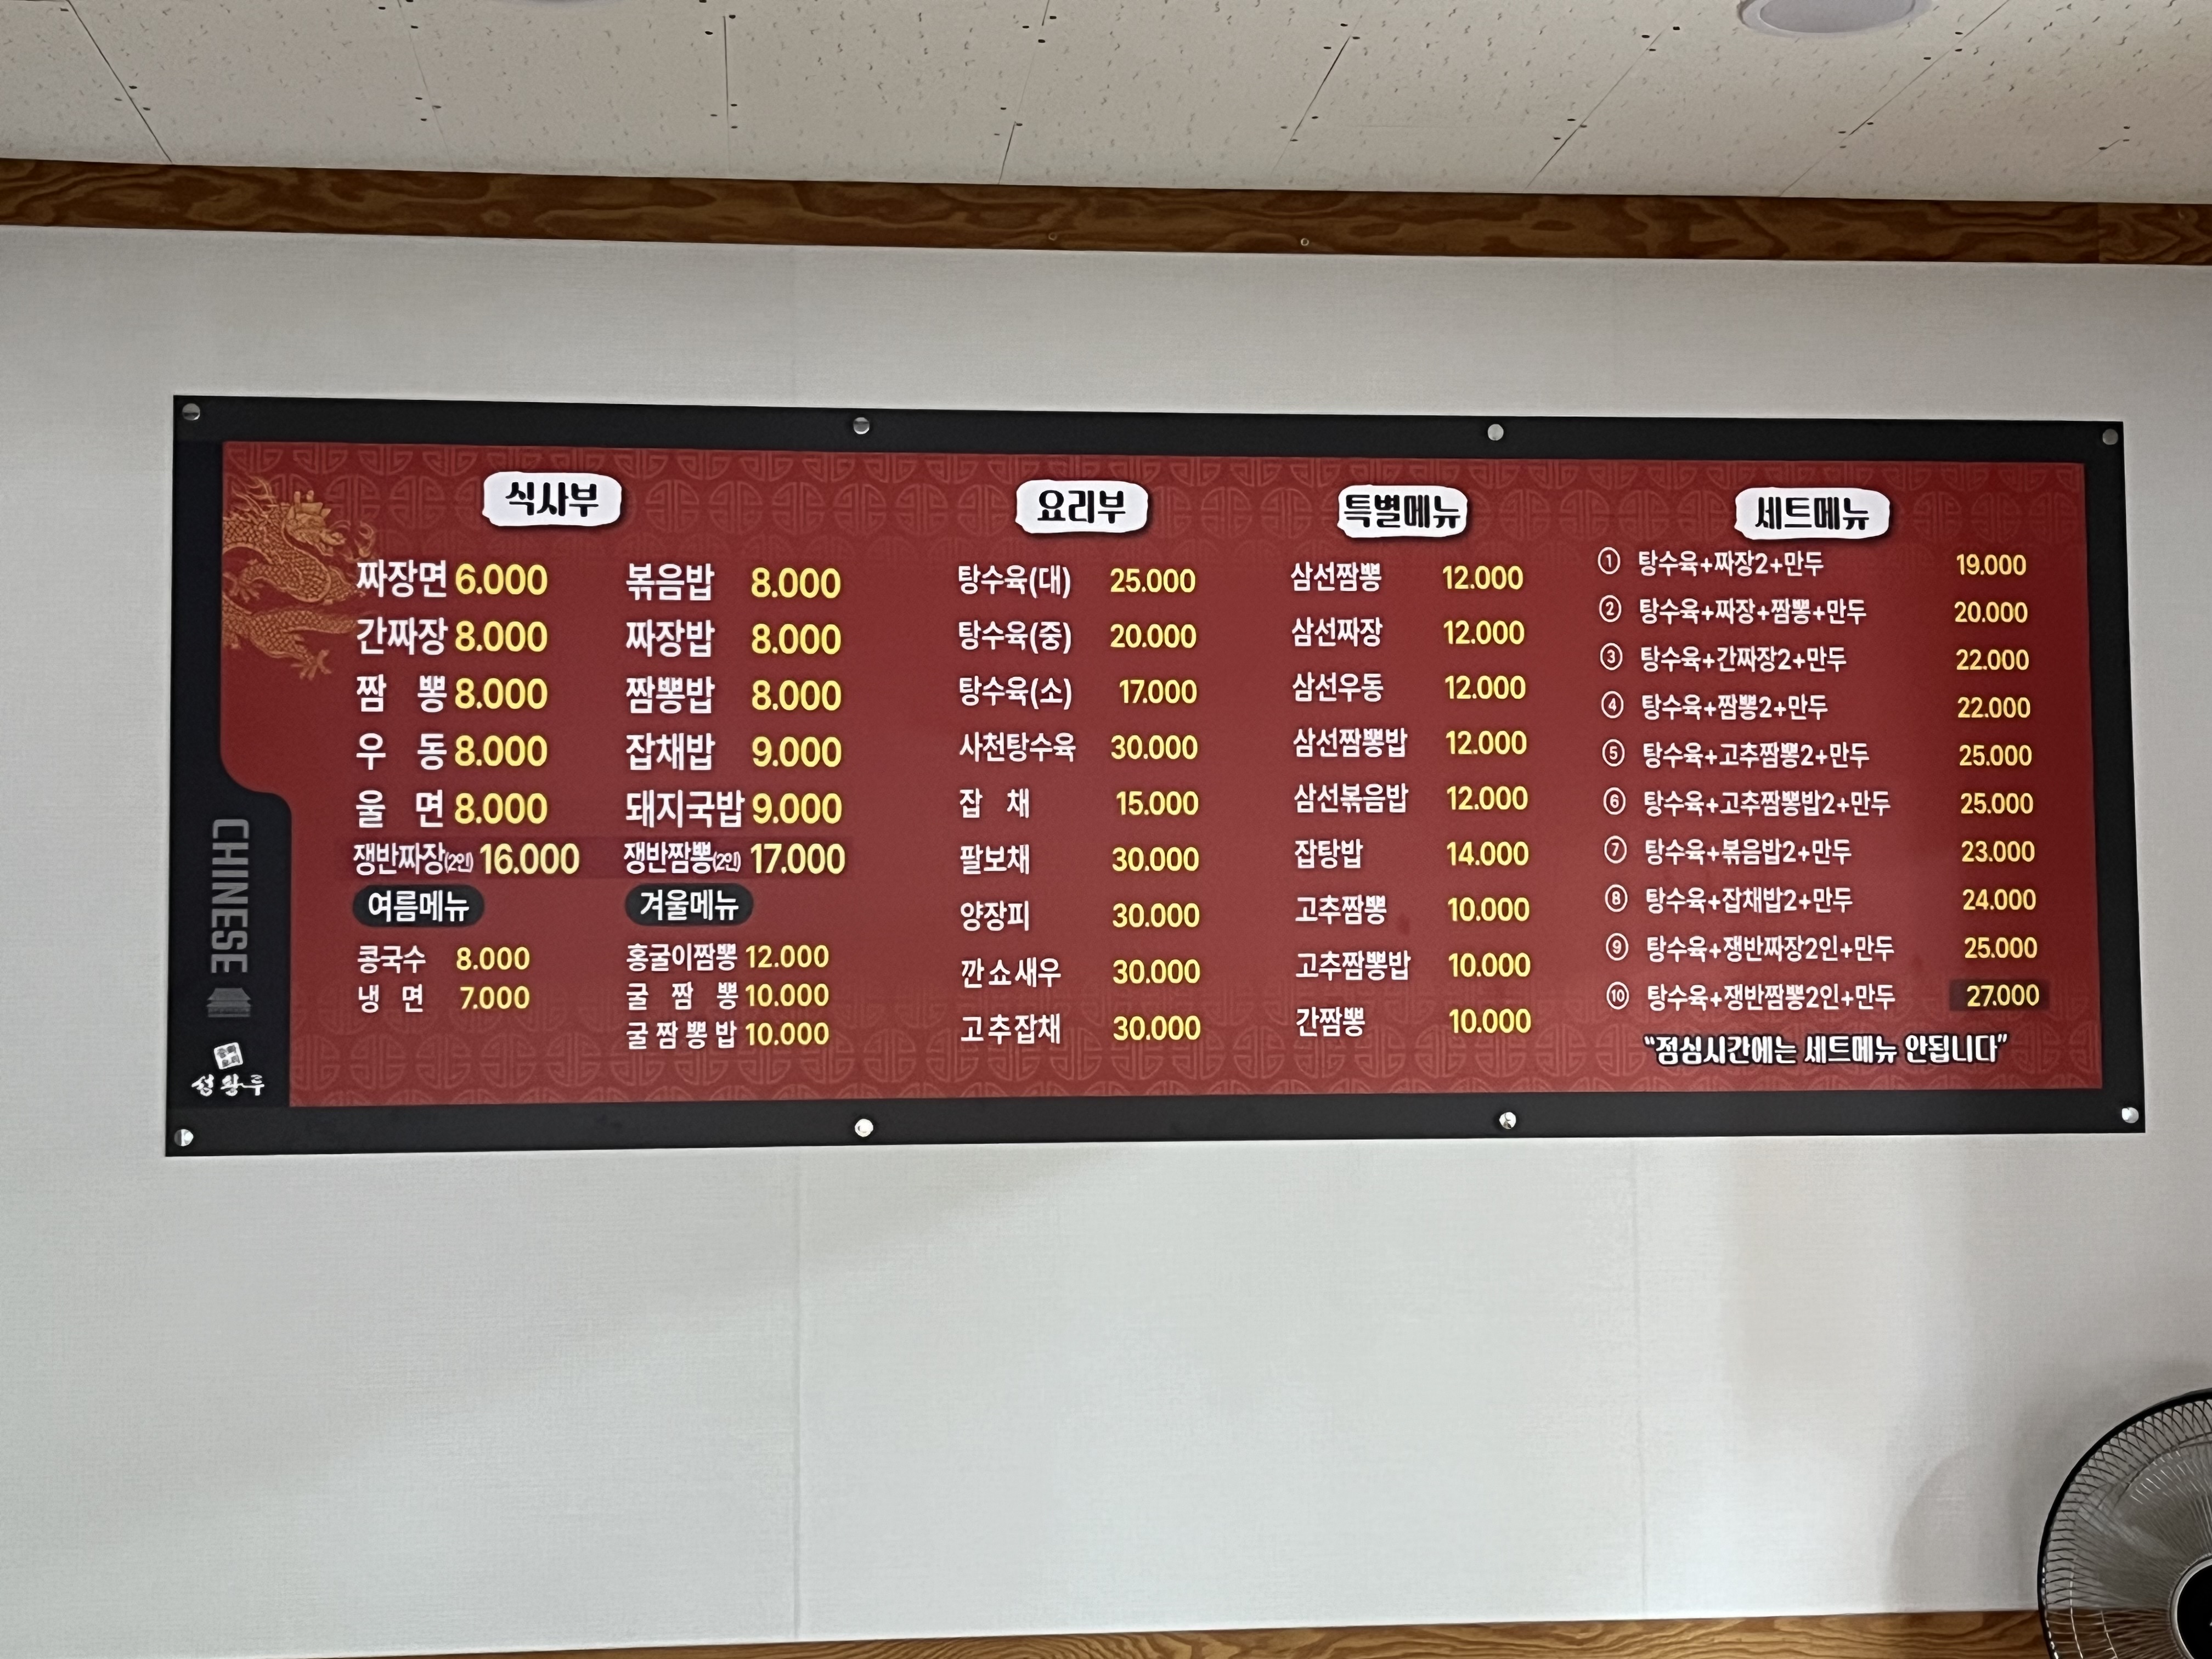 식사부
짜장면 6.000
간짜장 8.000
짬 뽕 8.000
우 동 8.000
울 면 8.000
쟁반짜장(2인) 16.000
볶음밥 8.000
짜장밥 8.000
짬뽕밥 8.000
잡채밥 9.000
돼지국밥 9.000
쟁반짬뽕(2인) 17.000
여름메뉴
콩국수 8.000
냉 면 7.000
겨울메뉴
홍굴이짬뽕 12.000
굴 짬 뽕 10.000
굴 짬 뽕 밥 10.000
요리부
탕수육(대) 25.000
탕수육(중) 20.000
탕수육(소) 17.000
사천탕수육 30.000
잡 채 15.000
팔보채 30.000
양장피 30.000
깐쇼새우 30.000
고추잡채 30.000
특별메뉴
삼선짬뽕 12.000
삼선짜장 12.000
삼선우동 12.000
삼선짬뽕밥 12.000
삼선볶음밥 12.000
잡탕밥 14.000
고추짬뽕 10.000
고추짬뽕밥 10.000
간짬뽕 10.000
세트메뉴
① 탕수육+짜장2+만두 19.000
② 탕수육+짜장+짬뽕+만두 20.000
③ 탕수육+간짜장2+만두 22.000
④ 탕수육+짬뽕2+만두 22.000
⑤ 탕수육+고추짬뽕2+만두 25.000
⑥ 탕수육+고추짬뽕밥2+만두 25.000
⑦ 탕수육+볶음밥2+만두 23.000
⑧ 탕수육+잡채밥2+만두 24.000
⑨ 탕수육+쟁반짜장2인+만두 25.000
⑩ 탕수육+쟁반짬뽕2인+만두 27.000
"점심시간에는 세트메뉴 안됩니다"
CHINESE
중화
요리
성왕루